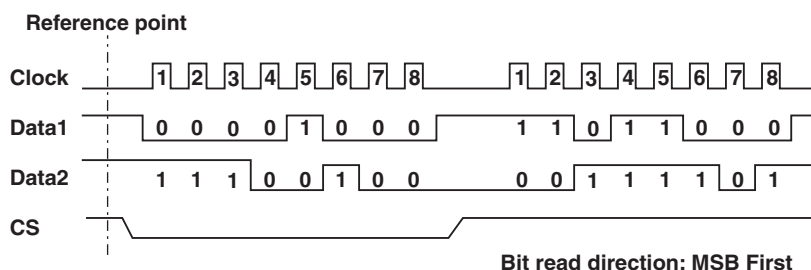 Reference point
Clock 1 2 3 4 5 6 7 8 1 2 3 4 5 6 7 8
Data1 0 0 0 0 1 0 0 0 1 1 0 1 1 0 0 0
Data2 1 1 1 0 0 1 0 0 0 0 1 1 1 1 0 1
CS
Bit read direction: MSB First